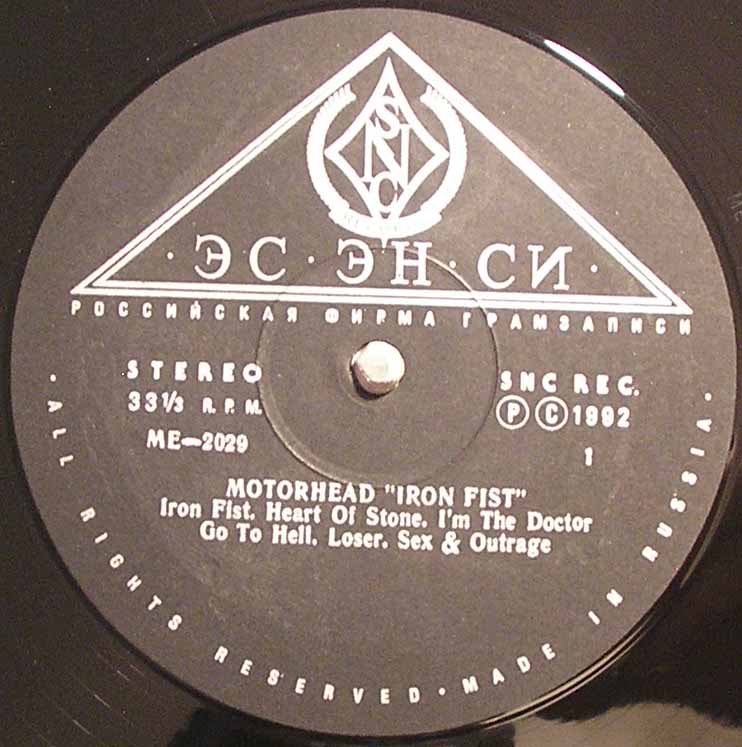 SNC
· ЭС · ЭН · СИ ·
РОССИЙСКАЯ ФИРМА ГРАМЗАПИСИ
STEREO
33⅓ R. P. M.
ME—2029
SNC REC.
Ⓟ Ⓒ 1992
1
MOTORHEAD "IRON FIST"
Iron Fist. Heart Of Stone. I'm The Doctor
Go To Hell. Loser. Sex & Outrage
· ALL RIGHTS RESERVED · MADE IN RUSSIA ·